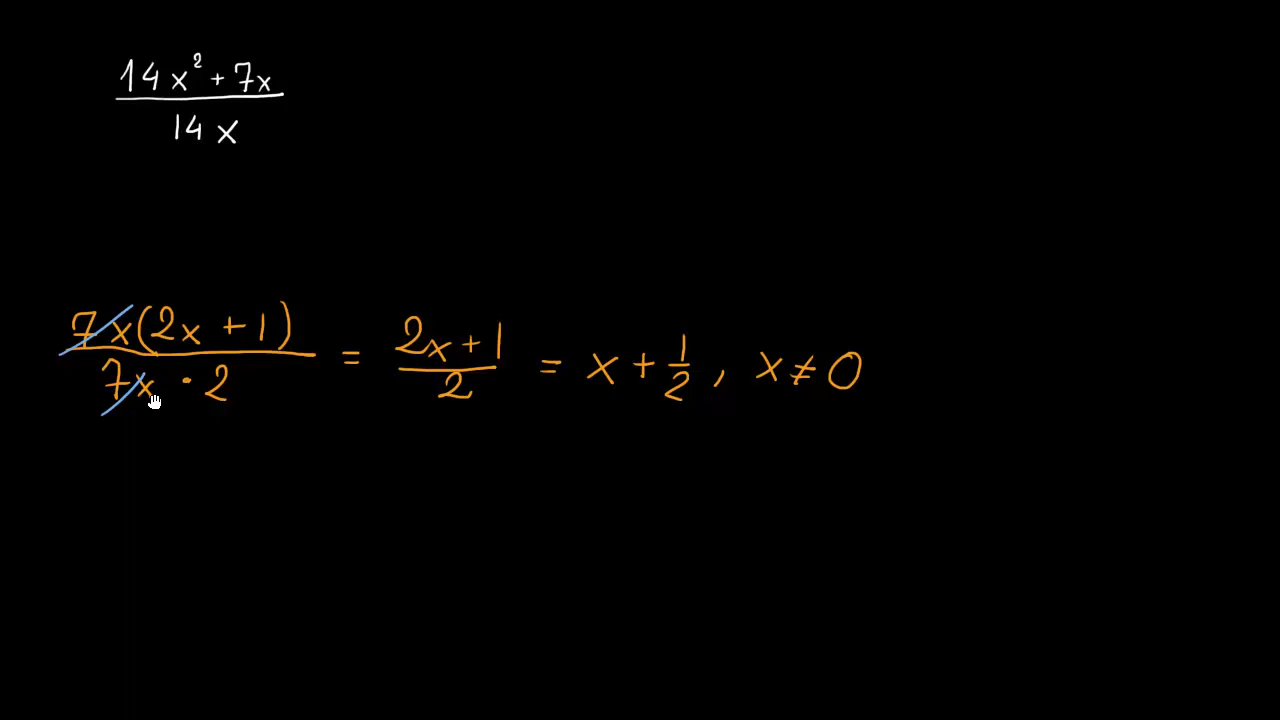 14x² + 7x
14x
7x(2x + 1)
7x · 2
= 2x + 1
2
= x + 1/2 , x ≠ 0